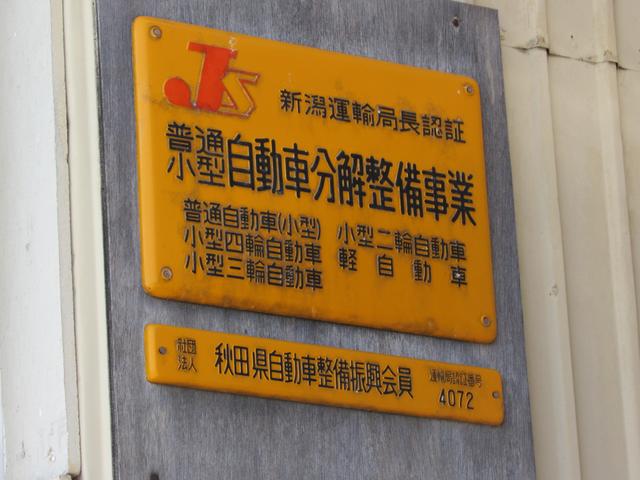 JS
新潟運輸局長認証
普通
小型 自動車分解整備事業
普通自動車(小型)
小型四輪自動車 小型二輪自動車
小型三輪自動車 軽自動車
社団
法人 秋田県自動車整備振興会員 運輸局認証番号
4072